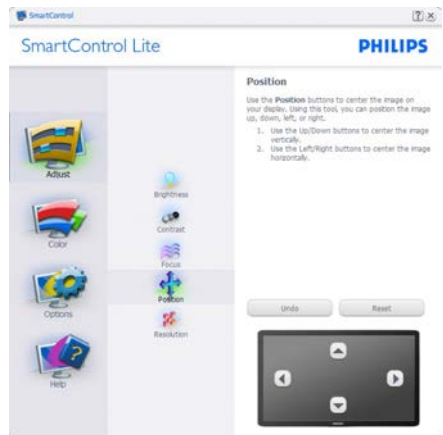 SmartControl
SmartControl Lite
PHILIPS
Adjust
Color
Options
Help
Brightness
Contrast
Focus
Position
Resolution
Position
Use the Position buttons to center the image on
your display. Using this tool, you can position the image
up, down, left, or right.
1. Use the Up/Down buttons to center the image
vertically.
2. Use the Left/Right buttons to center the image
horizontally.
Undo
Reset